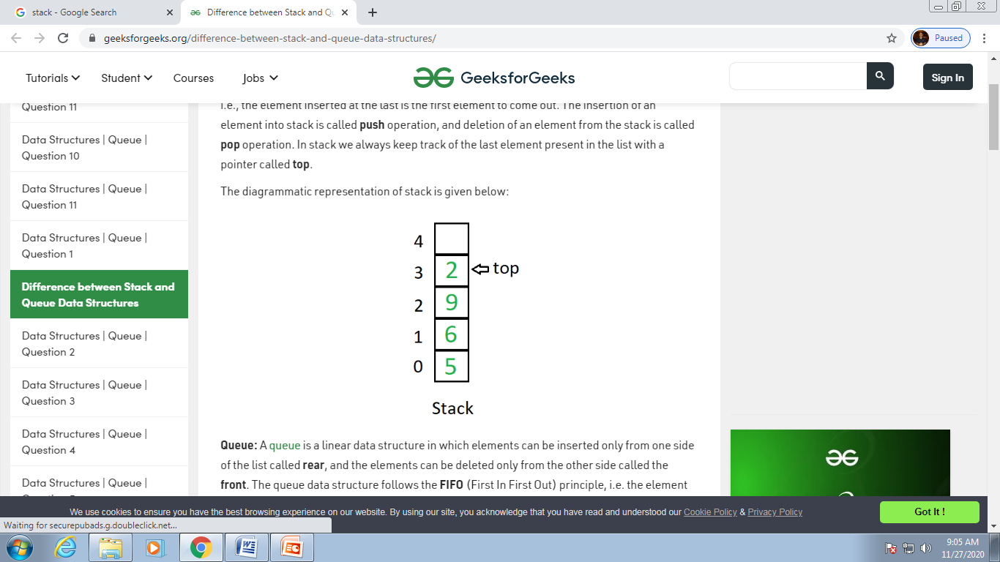 stack - Google Search
Difference between Stack and Qu
geeksforgeeks.org/difference-between-stack-and-queue-data-structures/
Paused
Tutorials
Student
Courses
Jobs
GeeksforGeeks
Sign In
Question 11
Data Structures | Queue |
Question 10
Data Structures | Queue |
Question 11
Data Structures | Queue |
Question 1
Difference between Stack and
Queue Data Structures
Data Structures | Queue |
Question 2
Data Structures | Queue |
Question 3
Data Structures | Queue |
Question 4
Data Structures | Queue |
i.e., the element inserted at the last is the first element to come out. The insertion of an
element into stack is called push operation, and deletion of an element from the stack is called
pop operation. In stack we always keep track of the last element present in the list with a
pointer called top.
The diagrammatic representation of stack is given below:
4
3 2 top
2 9
1 6
0 5
Stack
Queue: A queue is a linear data structure in which elements can be inserted only from one side
of the list called rear, and the elements can be deleted only from the other side called the
front. The queue data structure follows the FIFO (First In First Out) principle, i.e. the element
We use cookies to ensure you have the best browsing experience on our website. By using our site, you acknowledge that you have read and understood our Cookie Policy & Privacy Policy
Got It !
Waiting for securepubads.g.doubleclick.net...
9:05 AM
11/27/2020